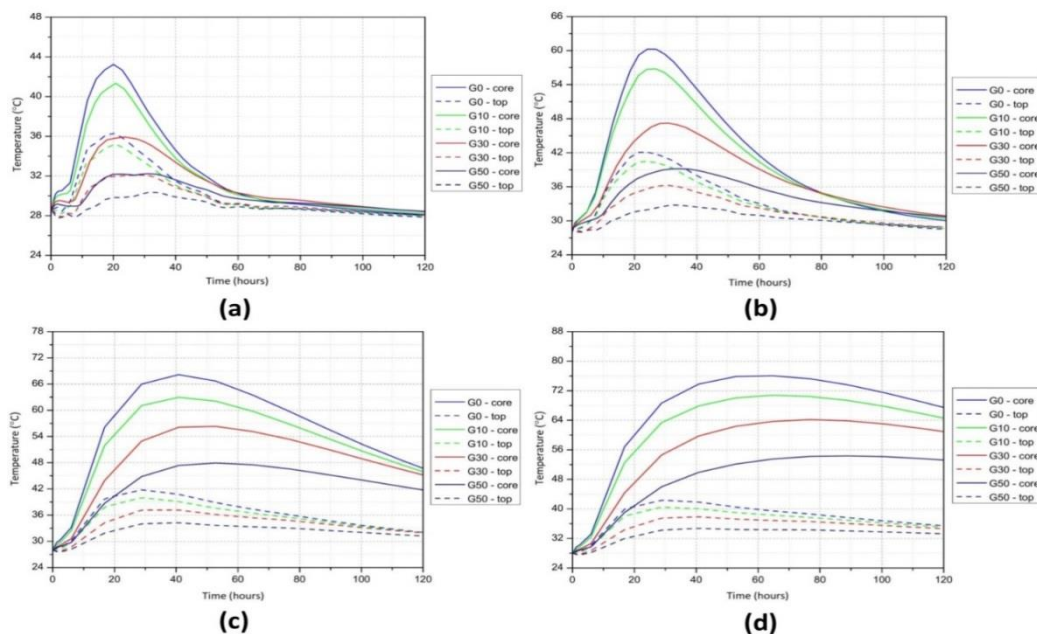 48
44
40
36
32
28
24
Temperature (°C)
0 20 40 60 80 100 120
Time (hours)
G0 - core
G0 - top
G10 - core
G10 - top
G30 - core
G30 - top
G50 - core
G50 - top
(a)
66
60
54
48
42
36
30
24
Temperature (°C)
0 20 40 60 80 100 120
Time (hours)
G0 - core
G0 - top
G10 - core
G10 - top
G30 - core
G30 - top
G50 - core
G50 - top
(b)
78
72
66
60
54
48
42
36
30
24
Temperature (°C)
0 20 40 60 80 100 120
Time (hours)
G0 - core
G0 - top
G10 - core
G10 - top
G30 - core
G30 - top
G50 - core
G50 - top
(c)
88
80
72
64
56
48
40
32
24
Temperature (°C)
0 20 40 60 80 100 120
Time (hours)
G0 - core
G0 - top
G10 - core
G10 - top
G30 - core
G30 - top
G50 - core
G50 - top
(d)